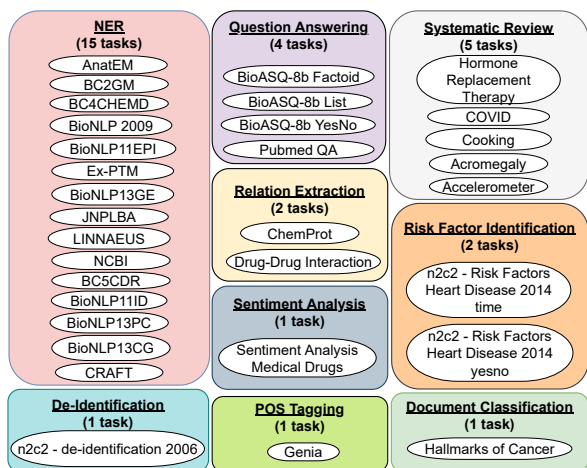 NER
(15 tasks)
AnatEM
BC2GM
BC4CHEMD
BioNLP 2009
BioNLP11EPI
Ex-PTM
BioNLP13GE
JNPLBA
LINNAEUS
NCBI
BC5CDR
BioNLP11ID
BioNLP13PC
BioNLP13CG
CRAFT
Question Answering
(4 tasks)
BioASQ-8b Factoid
BioASQ-8b List
BioASQ-8b YesNo
Pubmed QA
Systematic Review
(5 tasks)
Hormone
Replacement
Therapy
COVID
Cooking
Acromegaly
Accelerometer
Relation Extraction
(2 tasks)
ChemProt
Drug-Drug Interaction
Risk Factor Identification
(2 tasks)
n2c2 - Risk Factors
Heart Disease 2014
time
n2c2 - Risk Factors
Heart Disease 2014
yesno
Sentiment Analysis
(1 task)
Sentiment Analysis
Medical Drugs
De-Identification
(1 task)
n2c2 - de-identification 2006
POS Tagging
(1 task)
Genia
Document Classification
(1 task)
Hallmarks of Cancer